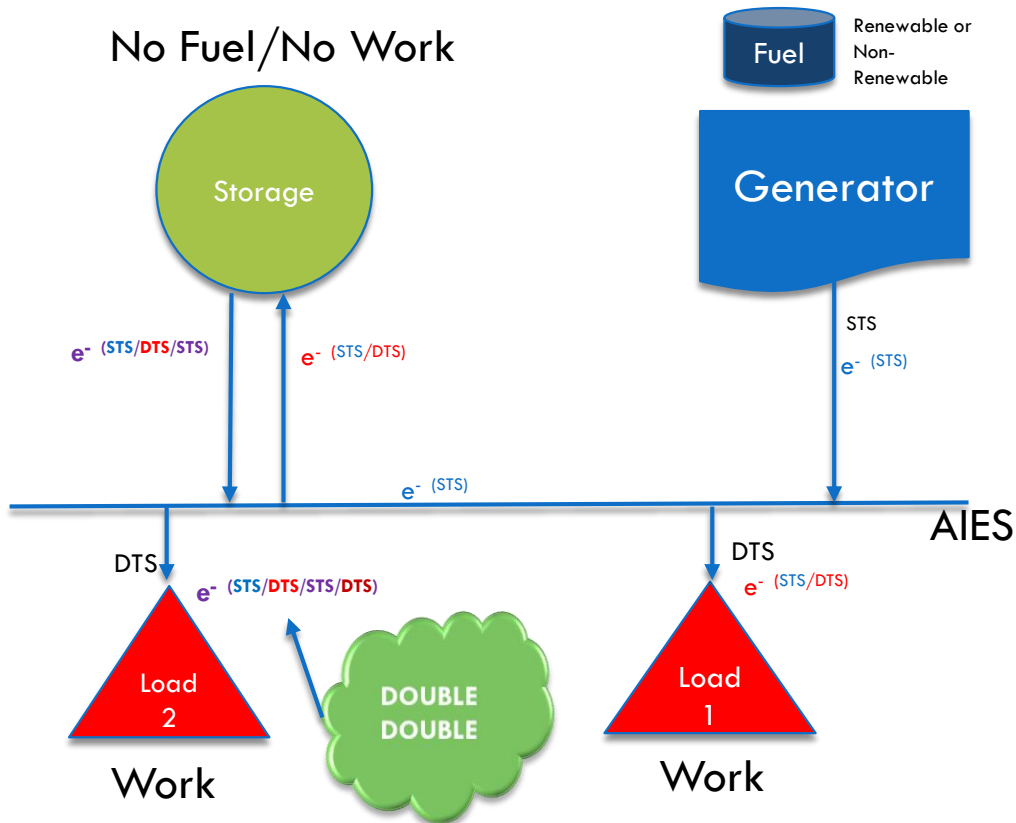 No Fuel/No Work
Fuel
Renewable or
Non-
Renewable
Storage
Generator
e- (STS/DTS/STS)
e- (STS/DTS)
STS
e- (STS)
e- (STS)
AIES
DTS
e- (STS/DTS/STS/DTS)
DTS
e- (STS/DTS)
Load
2
DOUBLE
DOUBLE
Load
1
Work
Work